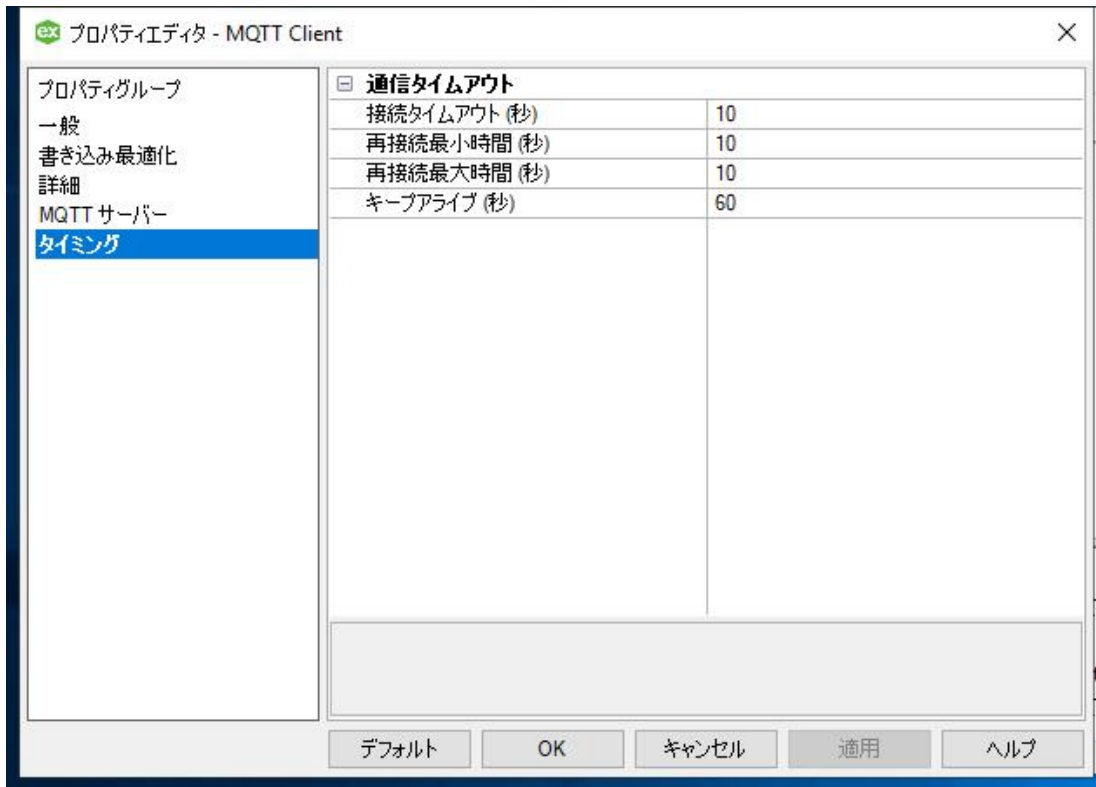 ex プロパティエディタ - MQTT Client
プロパティグループ
一般
書き込み最適化
詳細
MQTT サーバー
タイミング
通信タイムアウト
接続タイムアウト (秒) 10
再接続最小時間 (秒) 10
再接続最大時間 (秒) 10
キープアライブ (秒) 60
デフォルト OK キャンセル 適用 ヘルプ